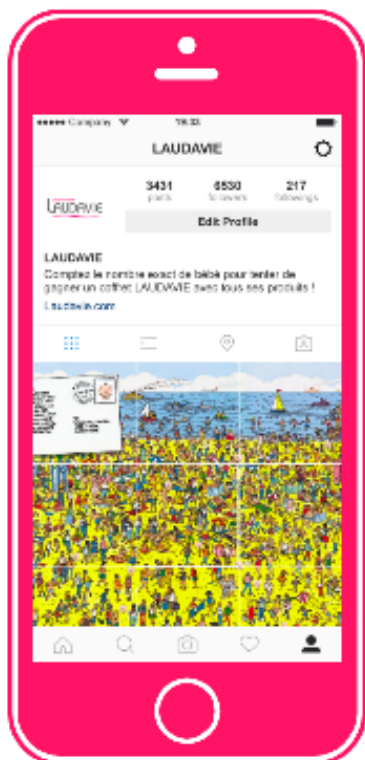 Company
LAUDAVIE
3431
6530
217
posts
followers
followings
LAUDAVIE
Edit Profile
LAUDAVIE
Comptez le nombre exact de bébé pour tenter de
gagner un coffret LAUDAVIE avec tous ses produits !
Laudavie.com